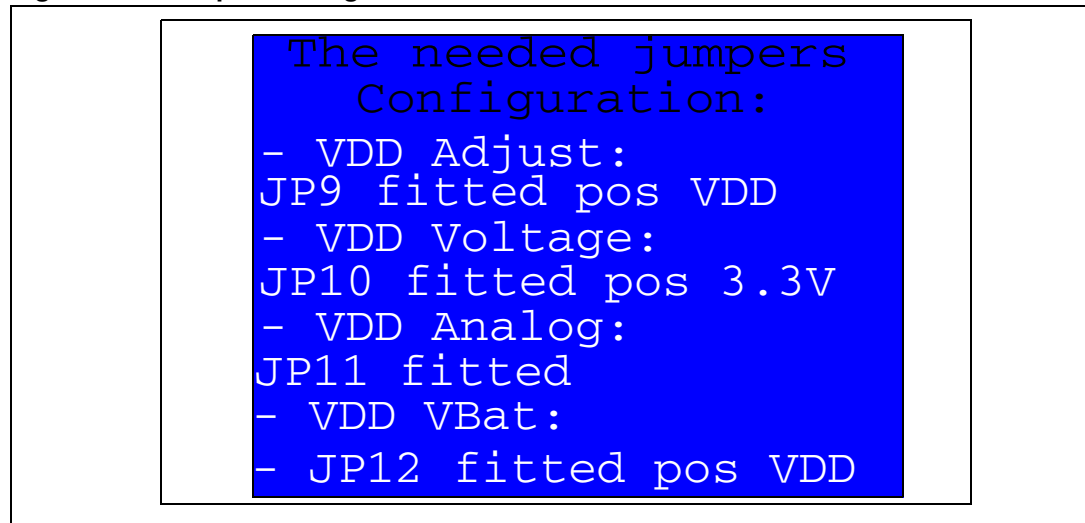 The needed jumpers
Configuration:
- VDD Adjust:
JP9 fitted pos VDD
- VDD Voltage:
JP10 fitted pos 3.3V
- VDD Analog:
JP11 fitted
- VDD VBat:
- JP12 fitted pos VDD